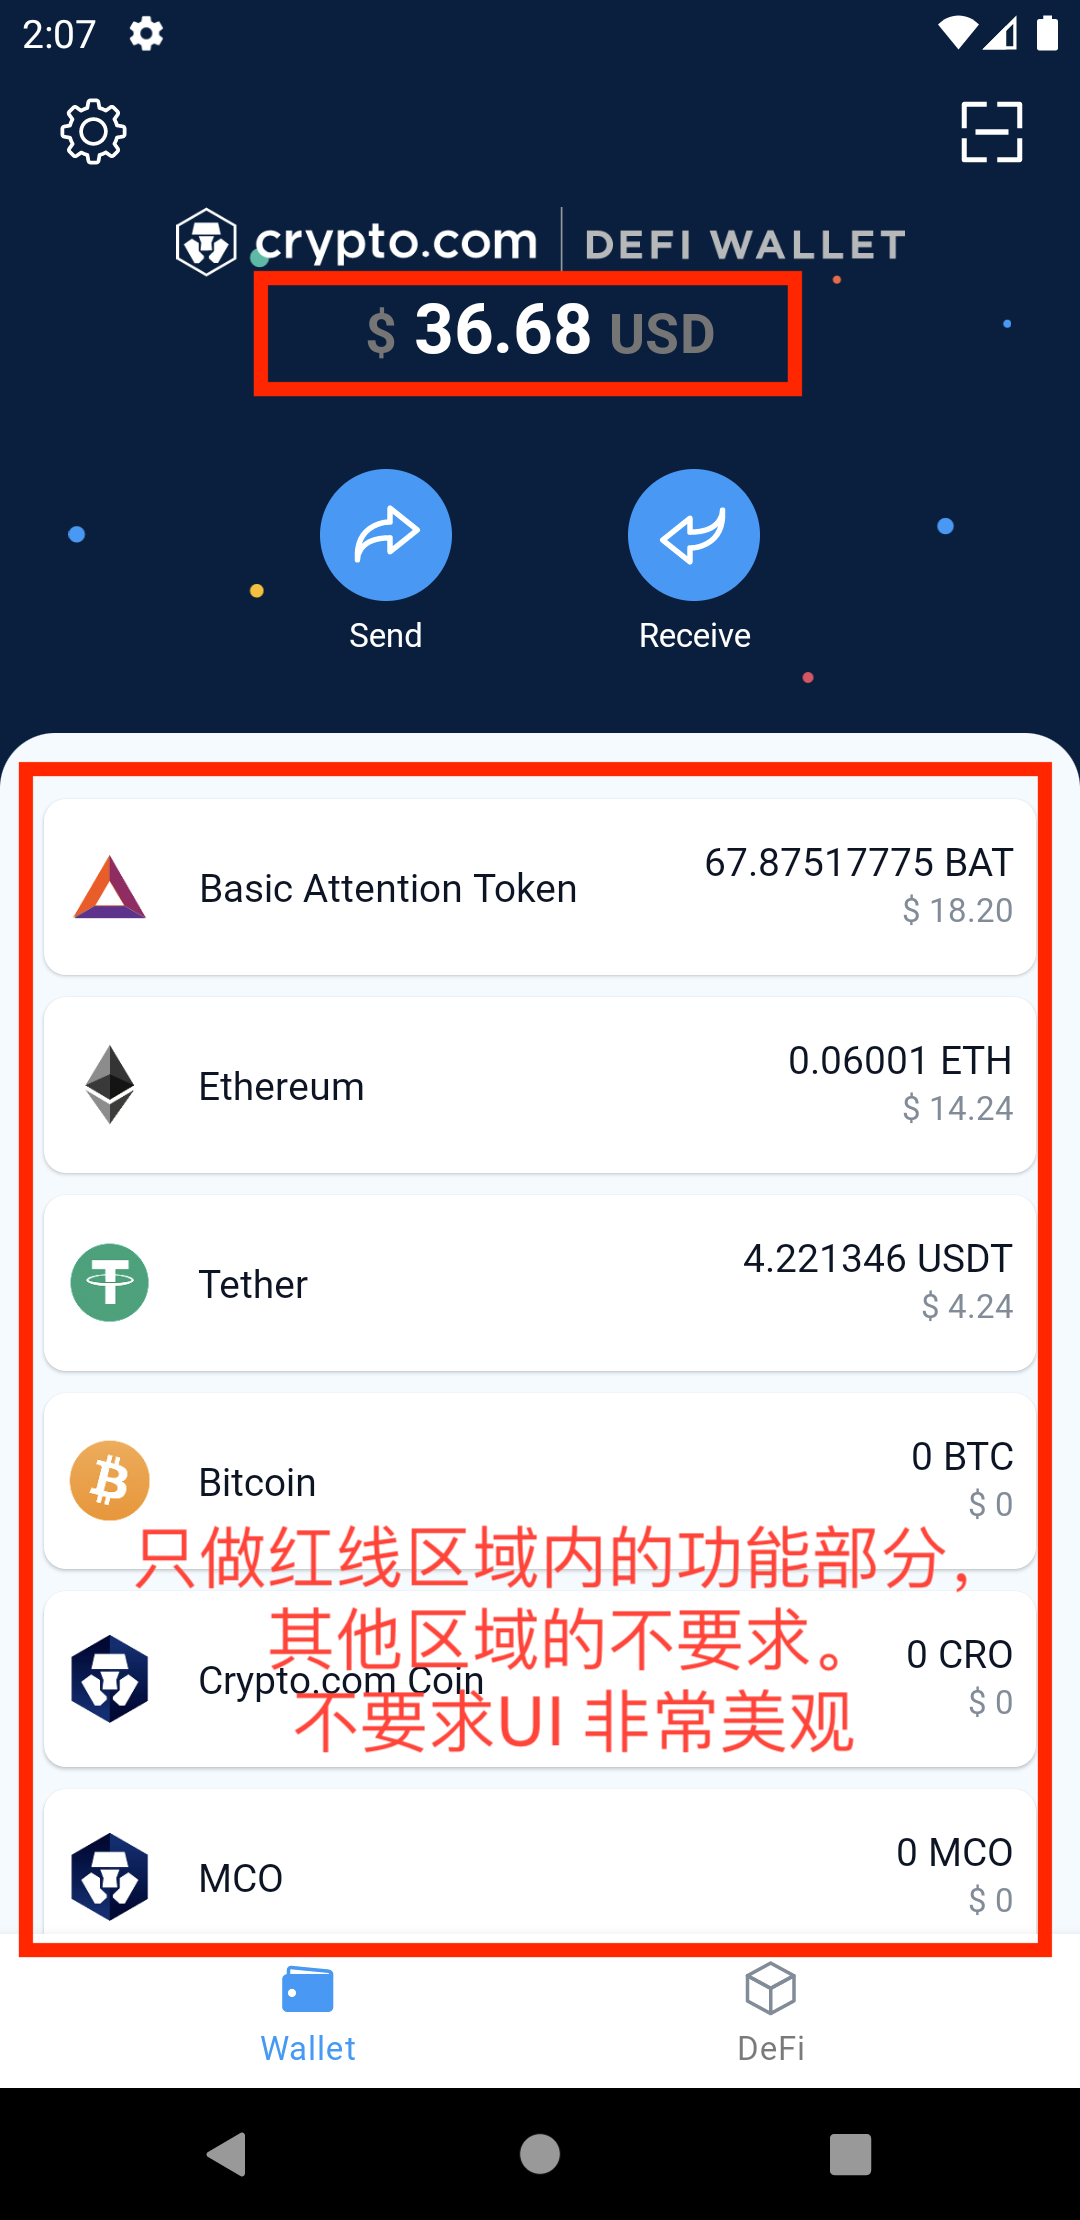 2:07
crypto.com | DEFI WALLET
$ 36.68 USD
Send
Receive
Basic Attention Token
67.87517775 BAT
$ 18.20
Ethereum
0.06001 ETH
$ 14.24
Tether
4.221346 USDT
$ 4.24
Bitcoin
0 BTC
$ 0
只做红线区域内的功能部分，
其他区域的不要求。
不要求UI 非常美观
Crypto.com Coin
0 CRO
$ 0
MCO
0 MCO
$ 0
Wallet
DeFi